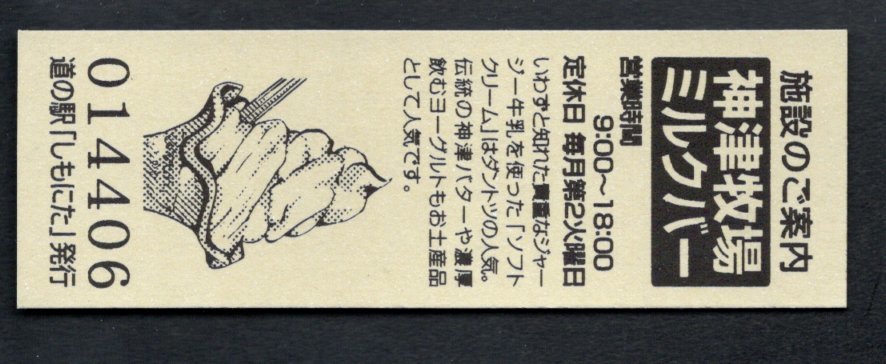 施設のご案内
神津牧場
ミルクバー
営業時間
9:00～18:00
定休日 毎月第2火曜日
いわずと知れた貴重なジャー
ジー牛乳を使った「ソフト
クリーム」はダントツの人気。
伝統の神津バターや濃厚
飲むヨーグルトもお土産品
として人気です。
道の駅「しもにた」発行
014406